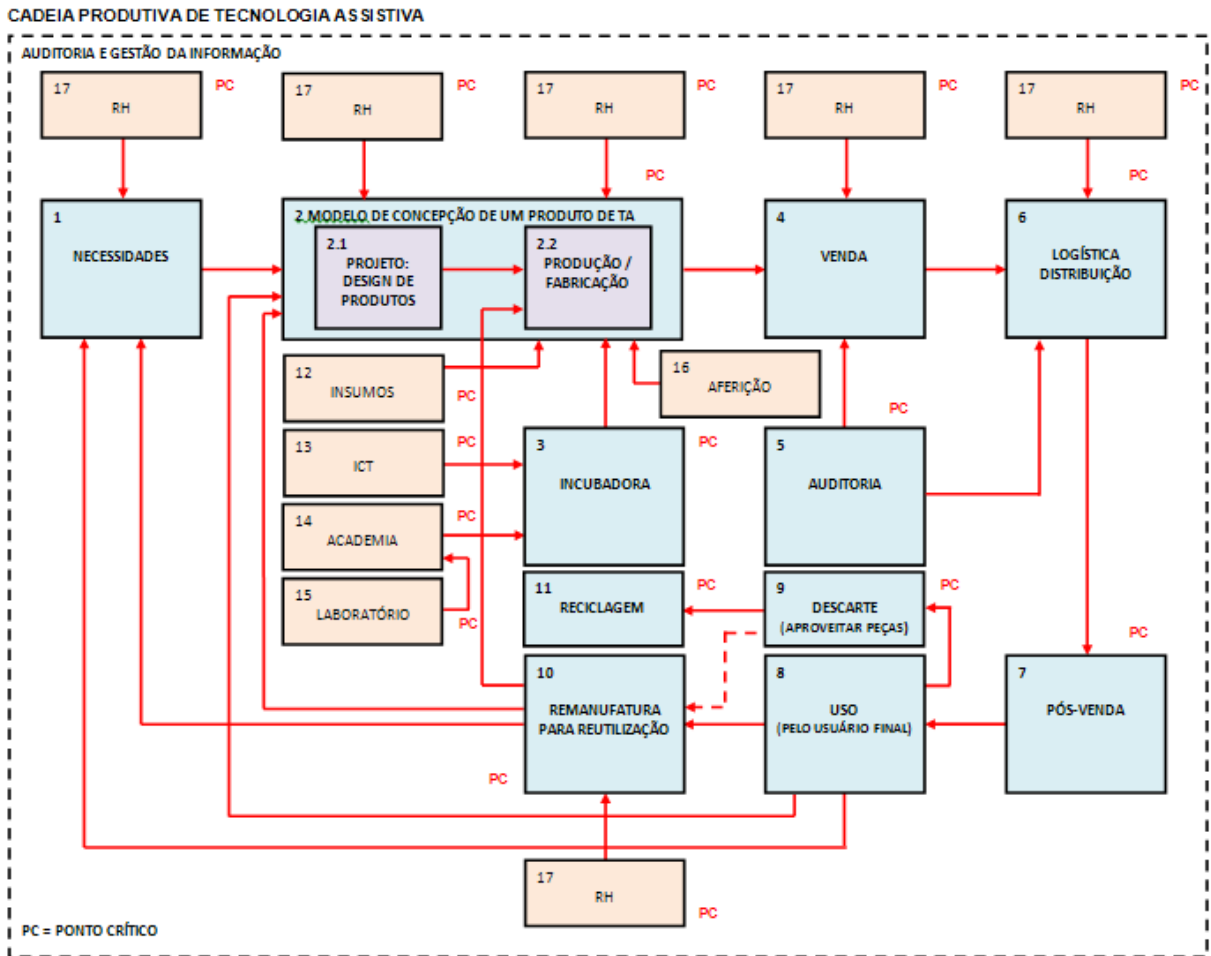 CADEIA PRODUTIVA DE TECNOLOGIA ASSISTIVA
AUDITORIA E GESTÃO DA INFORMAÇÃO
17
RH
PC
17
RH
PC
17
RH
PC
17
RH
PC
17
RH
PC
PC
PC
1
NECESSIDADES
2.MODELO DE CONCEPÇÃO DE UM PRODUTO DE TA
2.1
PROJETO:
DESIGN DE
PRODUTOS
2.2
PRODUÇÃO /
FABRICAÇÃO
4
VENDA
6
LOGÍSTICA
DISTRIBUIÇÃO
12
INSUMOS
PC
16
AFERIÇÃO
PC
13
ICT
PC
3
INCUBADORA
PC
5
AUDITORIA
14
ACADEMIA
PC
15
LABORATÓRIO
PC
11
RECICLAGEM
PC
9
DESCARTE
(APROVEITAR PEÇAS)
PC
PC
10
REMANUFATURA
PARA REUTILIZAÇÃO
PC
8
USO
(PELO USUÁRIO FINAL)
7
PÓS-VENDA
17
RH
PC
PC = PONTO CRÍTICO